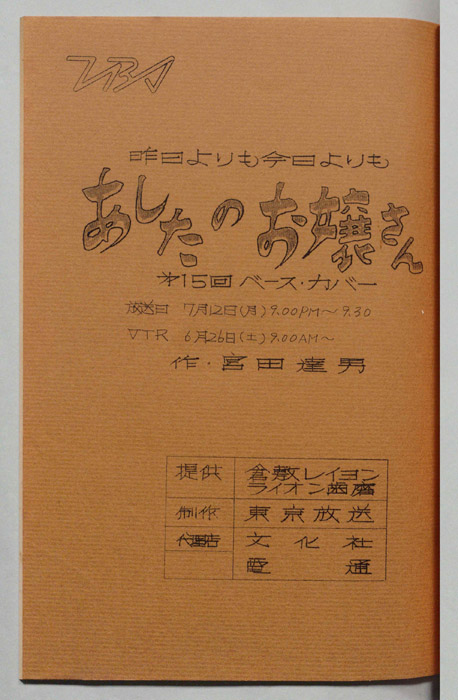 TBS
昨日よりも今日よりも
あしたのお嬢さん
才15回 ベース・カバー
放送日 7月12日(月)9.00PM〜9.30
VTR 6月26日(土)9.00AM〜
作・宮田達男
提供 倉敷レイヨン
ライオン歯磨
制作 東京放送
代理店 文化社
電通